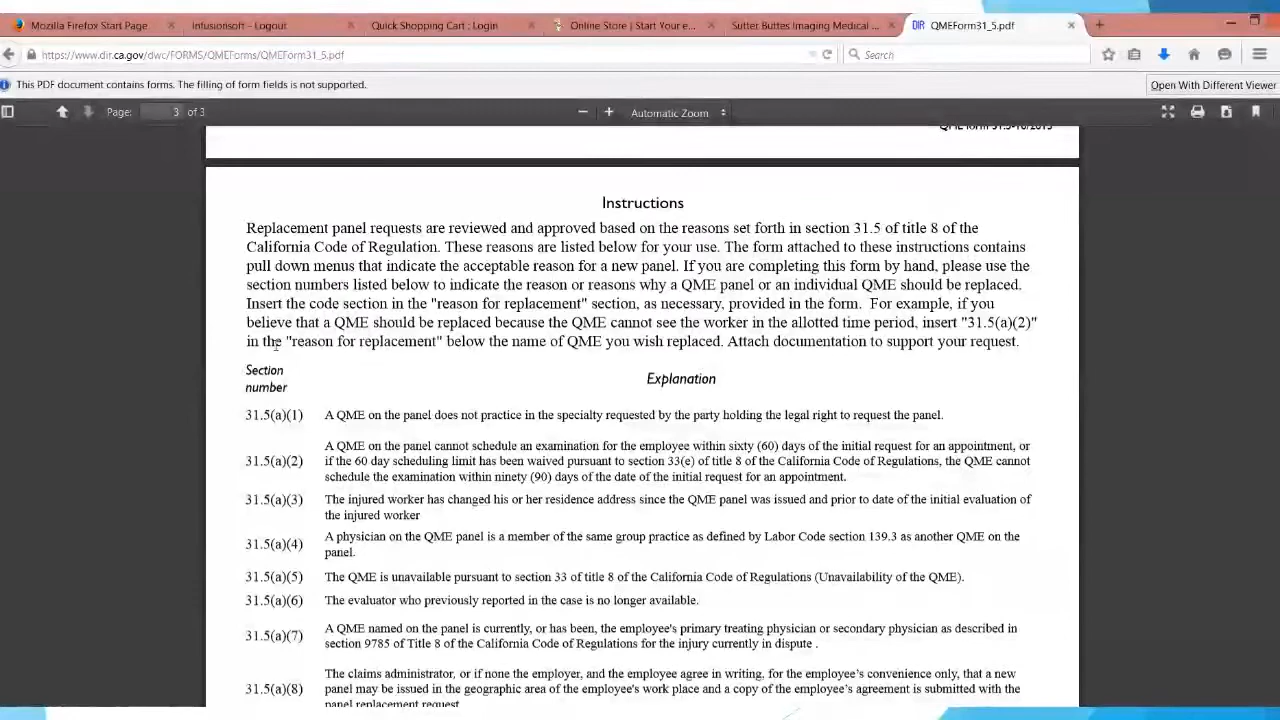 Mozilla Firefox Start Page
Infusionsoft - Logout
Quick Shopping Cart : Login
Online Store | Start Your e...
Sutter Buttes Imaging Medical ...
DIR QMEForm31_5.pdf
https://www.dir.ca.gov/dwc/FORMS/QMEForms/QMEForm31_5.pdf
Search
This PDF document contains forms. The filling of form fields is not supported.
Open With Different Viewer
Page: 3 of 3
Automatic Zoom
QME form 31.5-10/2015
Instructions
Replacement panel requests are reviewed and approved based on the reasons set forth in section 31.5 of title 8 of the
California Code of Regulation. These reasons are listed below for your use. The form attached to these instructions contains
pull down menus that indicate the acceptable reason for a new panel. If you are completing this form by hand, please use the
section numbers listed below to indicate the reason or reasons why a QME panel or an individual QME should be replaced.
Insert the code section in the "reason for replacement" section, as necessary, provided in the form. For example, if you
believe that a QME should be replaced because the QME cannot see the worker in the allotted time period, insert "31.5(a)(2)"
in the "reason for replacement" below the name of QME you wish replaced. Attach documentation to support your request.
Section
number
Explanation
31.5(a)(1) A QME on the panel does not practice in the specialty requested by the party holding the legal right to request the panel.
A QME on the panel cannot schedule an examination for the employee within sixty (60) days of the initial request for an appointment, or
31.5(a)(2) if the 60 day scheduling limit has been waived pursuant to section 33(e) of title 8 of the California Code of Regulations, the QME cannot
schedule the examination within ninety (90) days of the date of the initial request for an appointment.
31.5(a)(3) The injured worker has changed his or her residence address since the QME panel was issued and prior to date of the initial evaluation of
the injured worker
31.5(a)(4) A physician on the QME panel is a member of the same group practice as defined by Labor Code section 139.3 as another QME on the
panel.
31.5(a)(5) The QME is unavailable pursuant to section 33 of title 8 of the California Code of Regulations (Unavailability of the QME).
31.5(a)(6) The evaluator who previously reported in the case is no longer available.
31.5(a)(7) A QME named on the panel is currently, or has been, the employee's primary treating physician or secondary physician as described in
section 9785 of Title 8 of the California Code of Regulations for the injury currently in dispute .
The claims administrator, or if none the employer, and the employee agree in writing, for the employee's convenience only, that a new
31.5(a)(8) panel may be issued in the geographic area of the employee's work place and a copy of the employee's agreement is submitted with the
panel replacement request